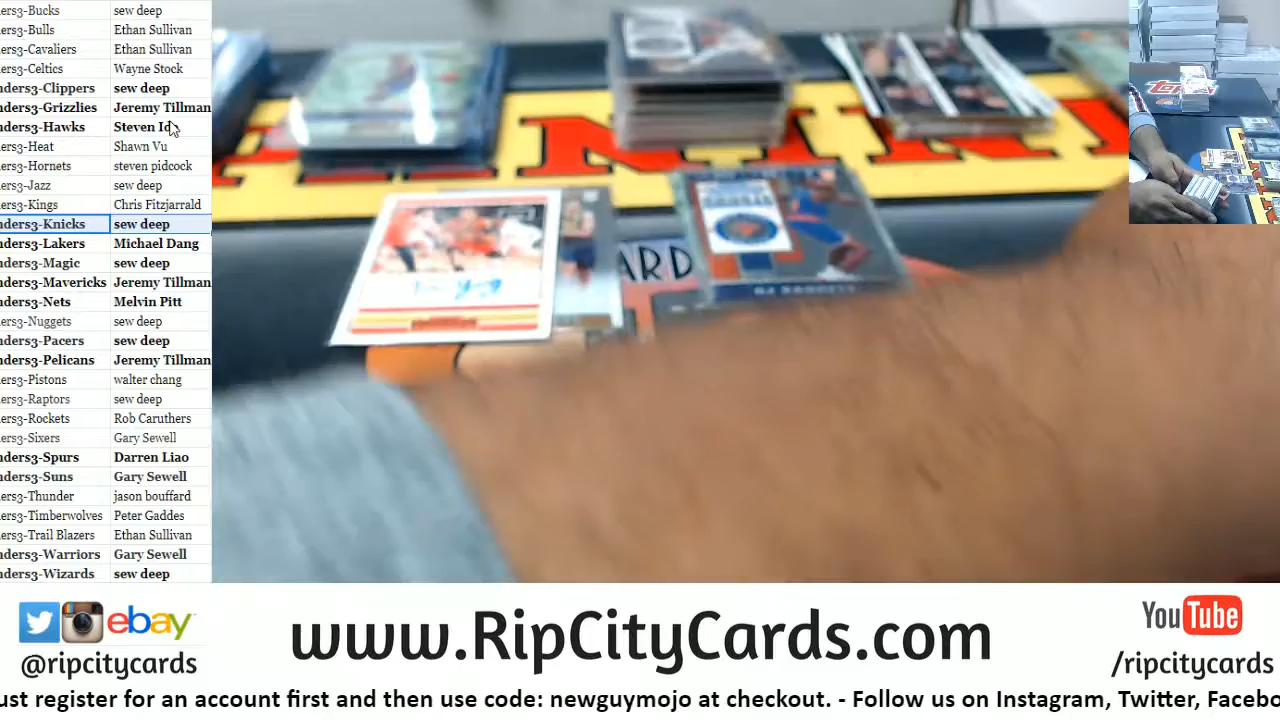 ers3-Bucks sew deep
ers3-Bulls Ethan Sullivan
ers3-Cavaliers Ethan Sullivan
ers3-Celtics Wayne Stock
nders3-Clippers sew deep
nders3-Grizzlies Jeremy Tillman
nders3-Hawks Steven I
ers3-Heat Shawn Vu
ers3-Hornets steven pidcock
ers3-Jazz sew deep
ers3-Kings Chris Fitzjarrald
nders3-Knicks sew deep
nders3-Lakers Michael Dang
nders3-Magic sew deep
nders3-Mavericks Jeremy Tillman
nders3-Nets Melvin Pitt
ers3-Nuggets sew deep
nders3-Pacers sew deep
nders3-Pelicans Jeremy Tillman
ers3-Pistons walter chang
ers3-Raptors sew deep
ers3-Rockets Rob Caruthers
ers3-Sixers Gary Sewell
nders3-Spurs Darren Liao
nders3-Suns Gary Sewell
ers3-Thunder jason bouffard
ers3-Timberwolves Peter Gaddes
ers3-Trail Blazers Ethan Sullivan
nders3-Warriors Gary Sewell
nders3-Wizards sew deep
ARD
RJ BARRETT
ebay
@ripcitycards
www.RipCityCards.com
YouTube
/ripcitycards
ust register for an account first and then use code: newguymojo at checkout. - Follow us on Instagram, Twitter, Facebo